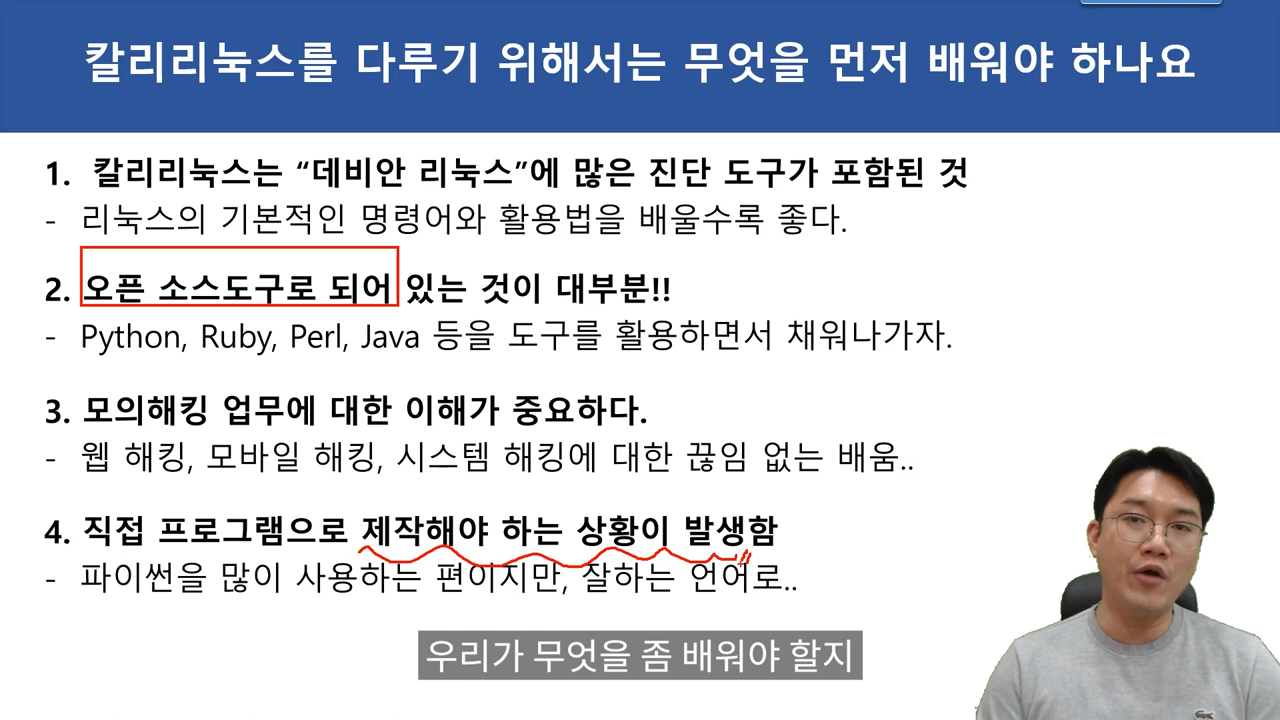 칼리리눅스를 다루기 위해서는 무엇을 먼저 배워야 하나요
1. 칼리리눅스는 “데비안 리눅스”에 많은 진단 도구가 포함된 것
- 리눅스의 기본적인 명령어와 활용법을 배울수록 좋다.
2. 오픈 소스도구로 되어 있는 것이 대부분!!
- Python, Ruby, Perl, Java 등을 도구를 활용하면서 채워나가자.
3. 모의해킹 업무에 대한 이해가 중요하다.
- 웹 해킹, 모바일 해킹, 시스템 해킹에 대한 끊임 없는 배움..
4. 직접 프로그램으로 제작해야 하는 상황이 발생함
- 파이썬을 많이 사용하는 편이지만, 잘하는 언어로..
우리가 무엇을 좀 배워야 할지